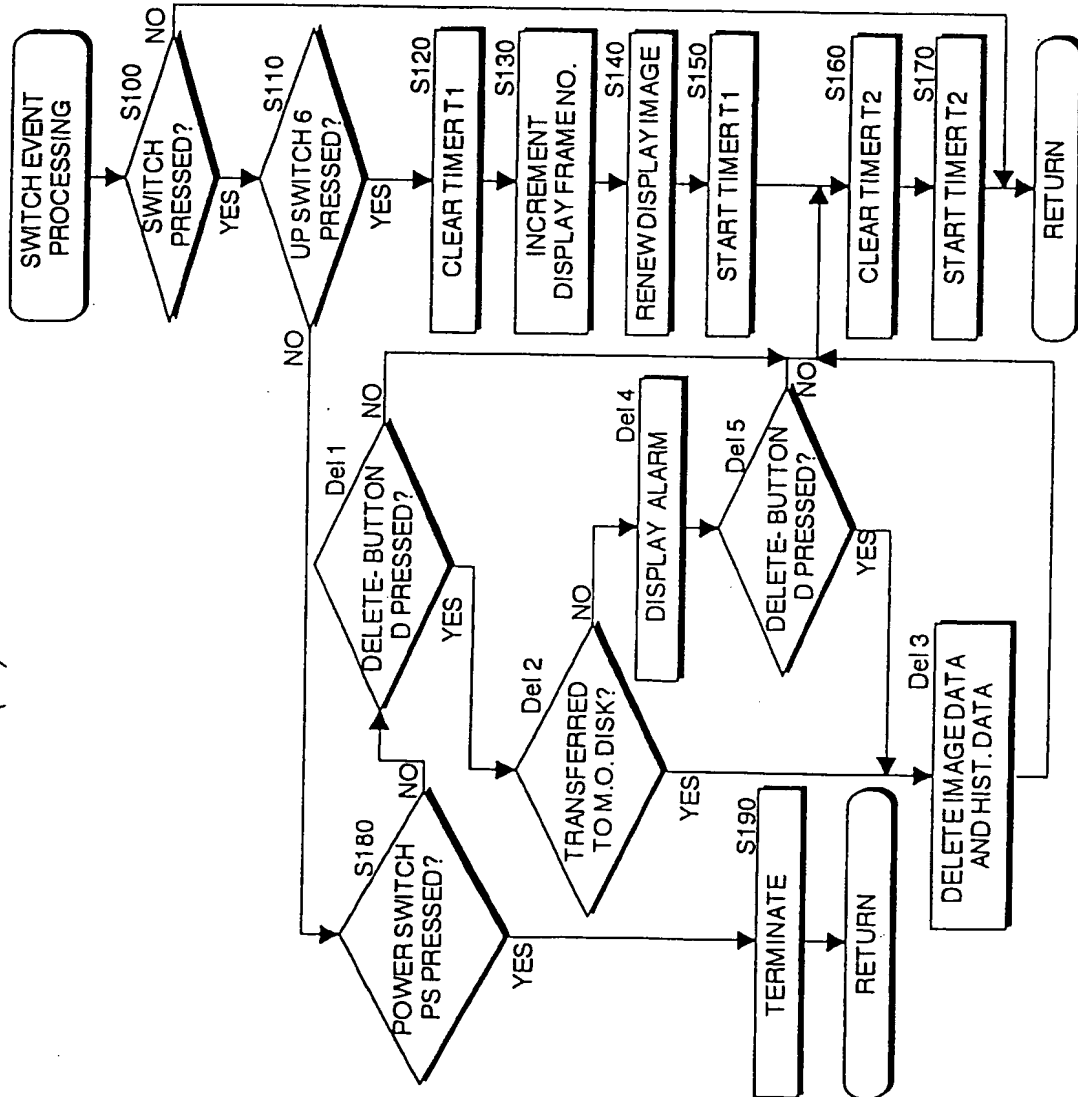 SWITCH EVENT
PROCESSING
S100
SWITCH
PRESSED?
NO
YES
S110
UP SWITCH 6
PRESSED?
NO
YES
S120
CLEAR TIMER T1
S130
INCREMENT
DISPLAY FRAME NO.
S140
RENEW DISPLAY IMAGE
S150
START TIMER T1
S160
CLEAR TIMER T2
S170
START TIMER T2
RETURN
Del 1
DELETE- BUTTON
D PRESSED?
NO
YES
Del 2
TRANSFERRED
TO M.O. DISK?
NO
YES
Del 4
DISPLAY ALARM
Del 5
DELETE- BUTTON
D PRESSED?
NO
YES
Del 3
DELETE IMAGE DATA
AND HIST. DATA
S180
POWER SWITCH
PS PRESSED?
NO
YES
S190
TERMINATE
RETURN